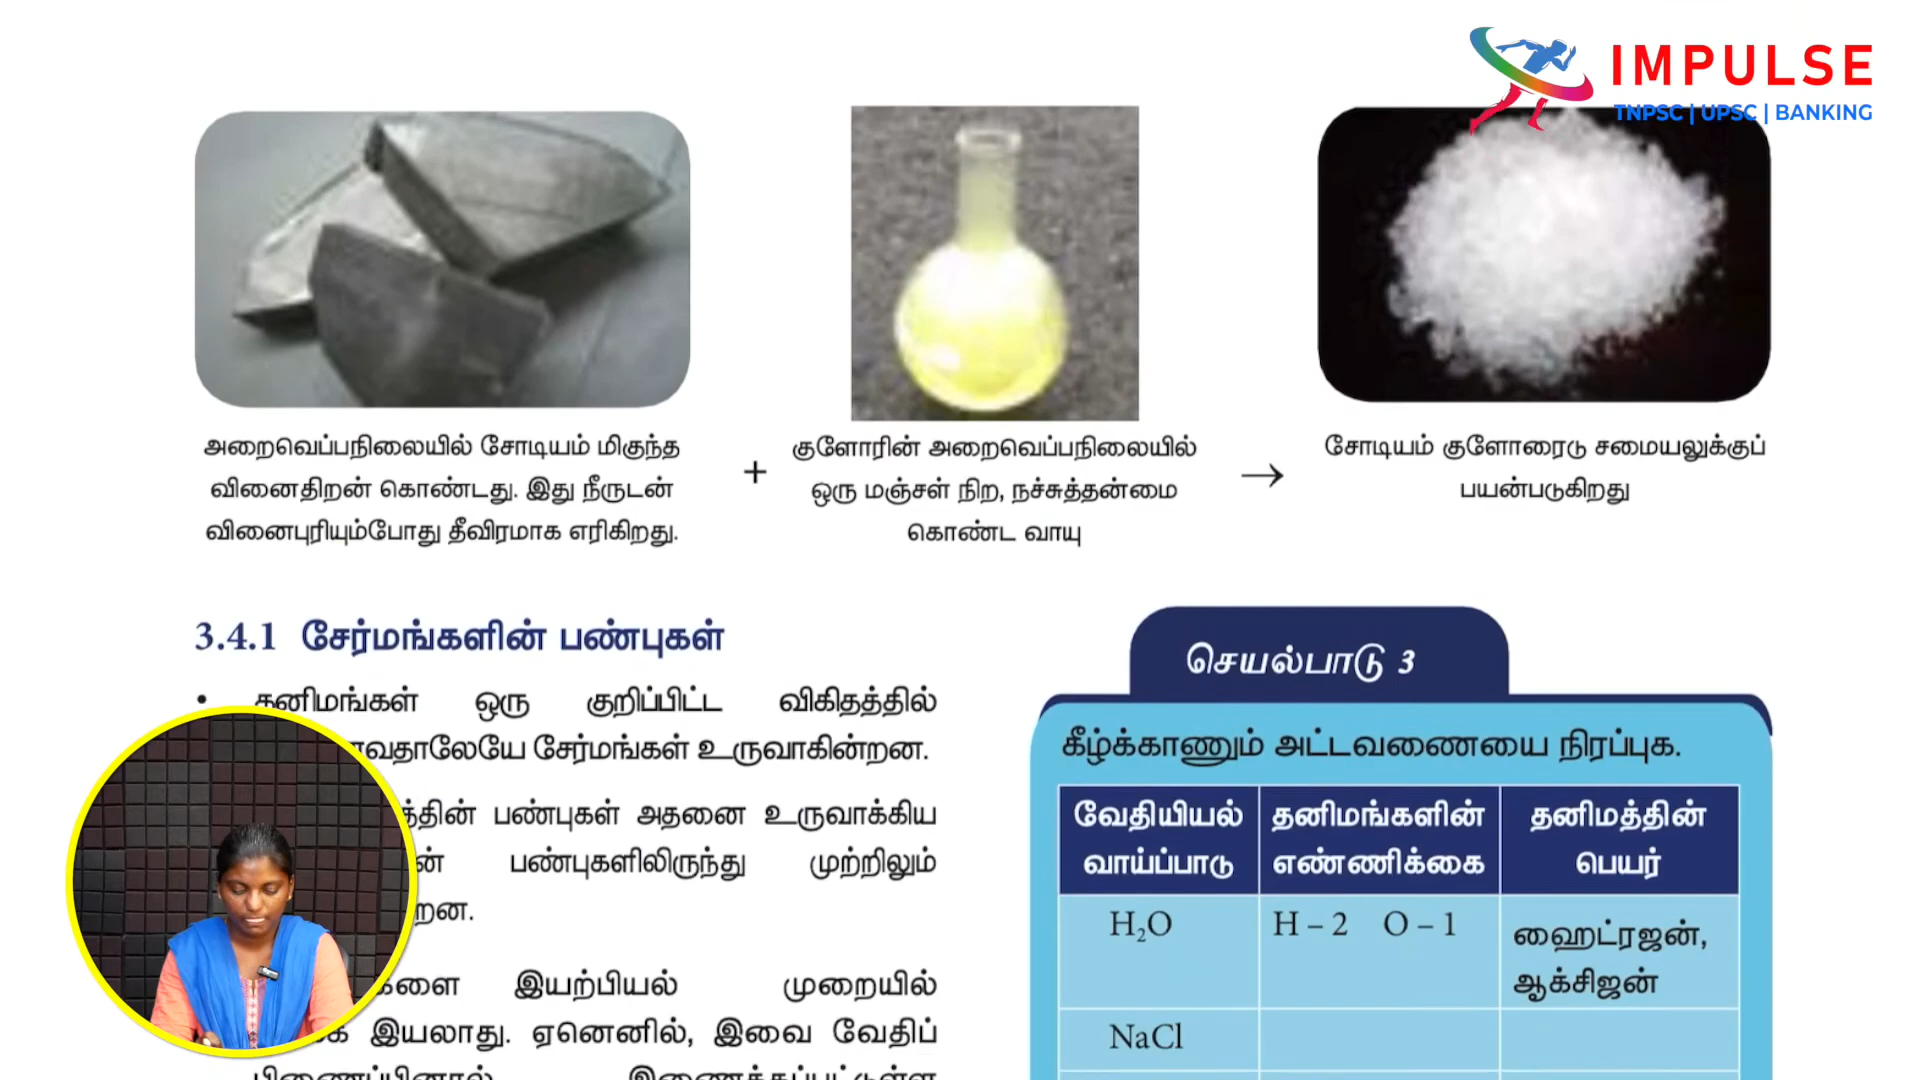 IMPULSE
TNPSC | UPSC | BANKING
அறைவெப்பநிலையில் சோடியம் மிகுந்த
வினைதிறன் கொண்டது. இது நீருடன்
வினைபுரியும்போது தீவிரமாக எரிகிறது.
+
குளோரின் அறைவெப்பநிலையில்
ஒரு மஞ்சள் நிற, நச்சுத்தன்மை
கொண்ட வாயு
→
சோடியம் குளோரைடு சமையலுக்குப்
பயன்படுகிறது
3.4.1 சேர்மங்களின் பண்புகள்
• தனிமங்கள் ஒரு குறிப்பிட்ட விகிதத்தில்
உருவாகின்றன. சேர்மங்கள்
பண்புகள் அதனை உருவாக்கிய
பண்புகளிலிருந்து முற்றிலும்
இயற்பியல் முறையில்
இயலாது. ஏனெனில், இவை வேதிப்
செயல்பாடு 3
கீழ்க்காணும் அட்டவணையை நிரப்புக.
வேதியியல் வாய்ப்பாடு
தனிமங்களின் எண்ணிக்கை
தனிமத்தின் பெயர்
H₂O
H – 2 O – 1
ஹைட்ரஜன்,
ஆக்சிஜன்
NaCl